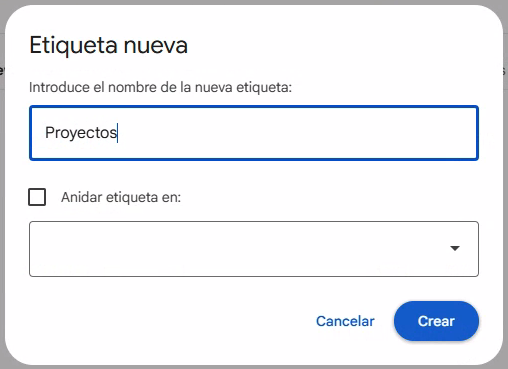 Etiqueta nueva
Introduce el nombre de la nueva etiqueta:
Proyectos
Anidar etiqueta en:
Cancelar
Crear